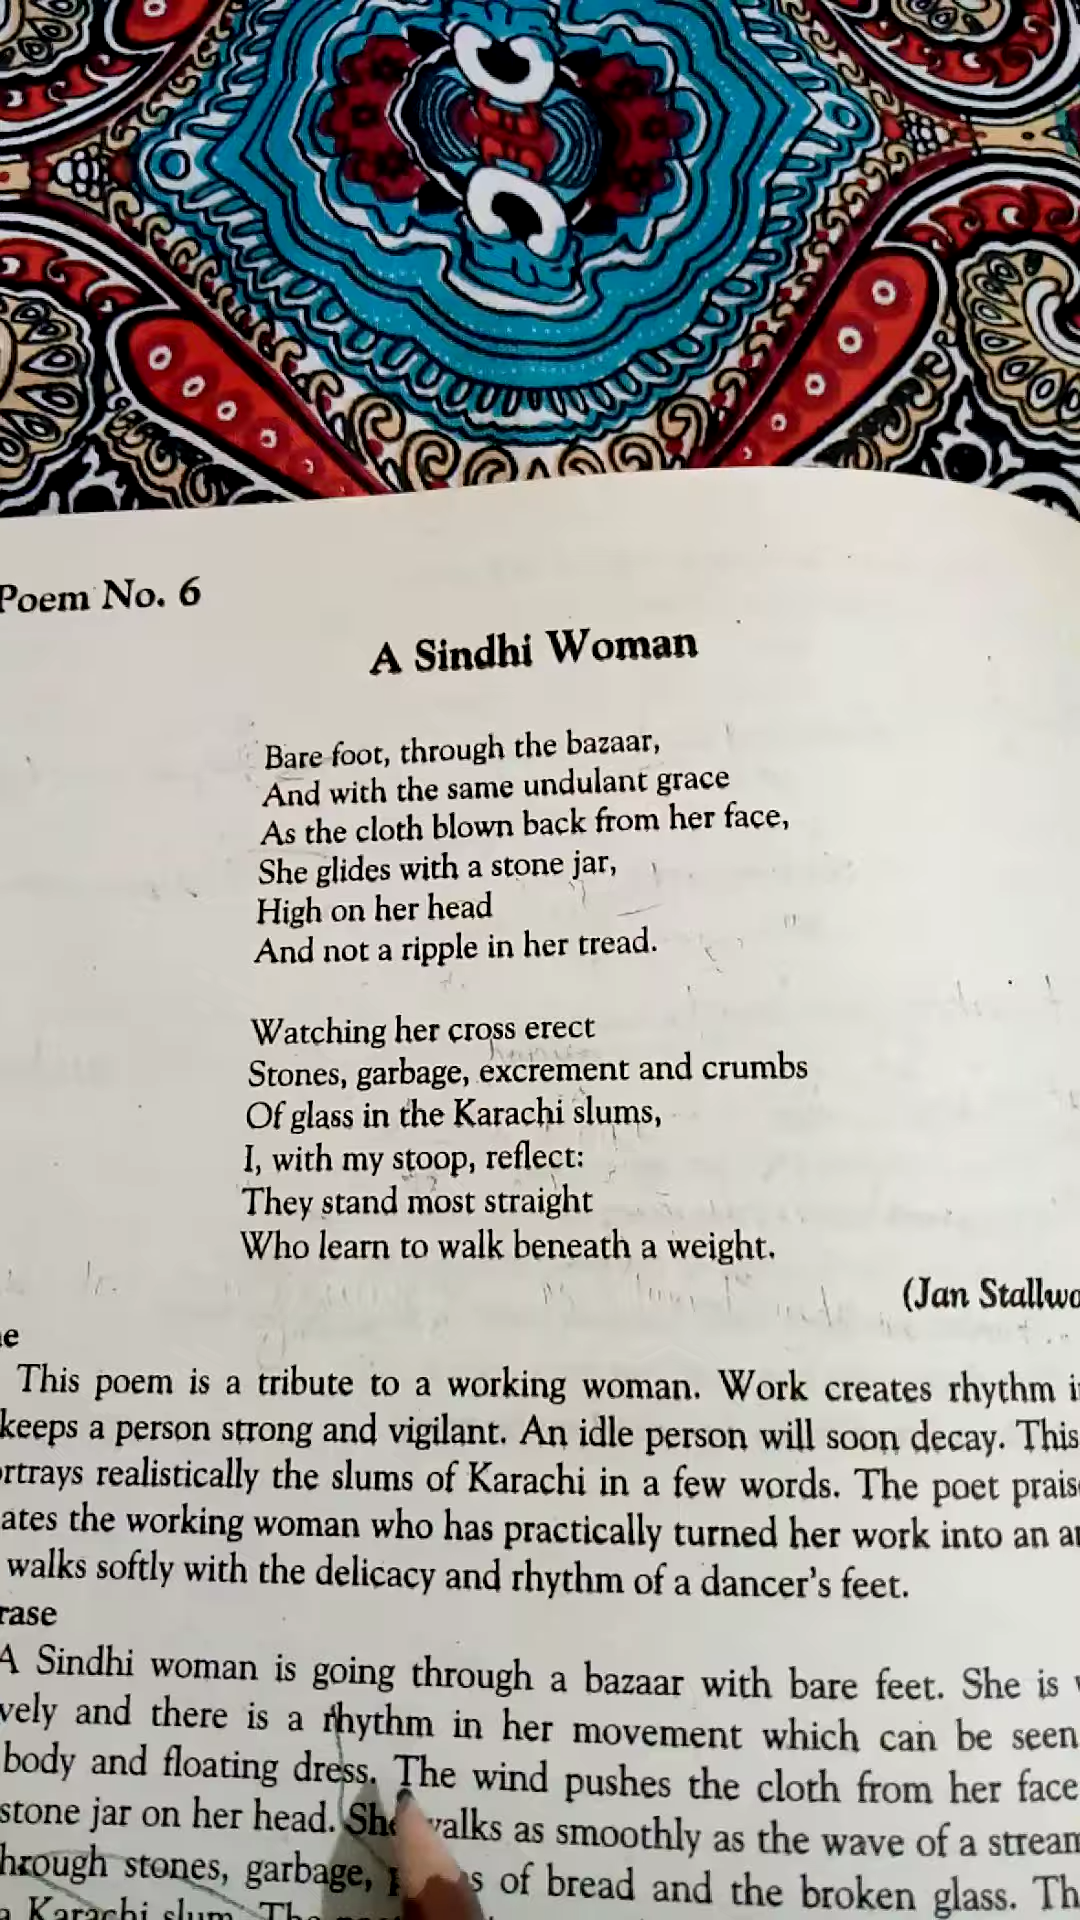 Poem No. 6
A Sindhi Woman
Bare foot, through the bazaar,
And with the same undulant grace
As the cloth blown back from her face,
She glides with a stone jar,
High on her head
And not a ripple in her tread.
Watching her cross erect
Stones, garbage, excrement and crumbs
Of glass in the Karachi slums,
I, with my stoop, reflect:
They stand most straight
Who learn to walk beneath a weight.
(Jan Stallwo
e
This poem is a tribute to a working woman. Work creates rhythm i
keeps a person strong and vigilant. An idle person will soon decay. This
rtrays realistically the slums of Karachi in a few words. The poet prais
ates the working woman who has practically turned her work into an a
walks softly with the delicacy and rhythm of a dancer's feet.
rase
A Sindhi woman is going through a bazaar with bare feet. She is
vely and there is a rhythm in her movement which can be seen
body and floating dress. The wind pushes the cloth from her face
stone jar on her head. She walks as smoothly as the wave of a stream
hrough stones, garbage, of bread and the broken glass. Th
a Karachi slum. The